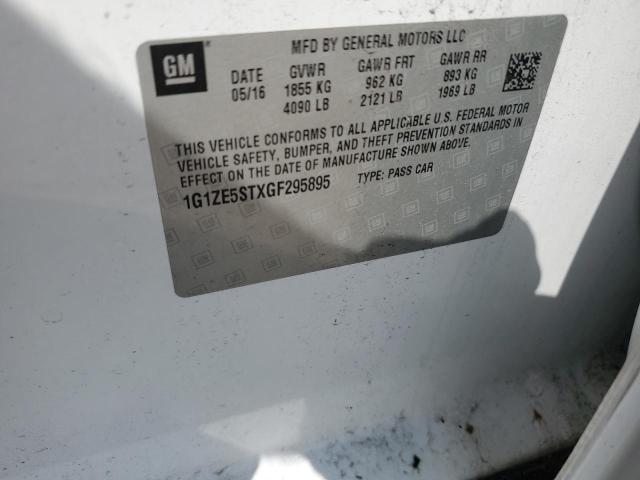 GM
MFD BY GENERAL MOTORS LLC
DATE GVWR GAWR FRT GAWR RR
05/16 1855 KG 962 KG 893 KG
4090 LB 2121 LB 1969 LB
THIS VEHICLE CONFORMS TO ALL APPLICABLE U.S. FEDERAL MOTOR
VEHICLE SAFETY, BUMPER, AND THEFT PREVENTION STANDARDS IN
EFFECT ON THE DATE OF MANUFACTURE SHOWN ABOVE.
1G1ZE5STXGF295895 TYPE: PASS CAR